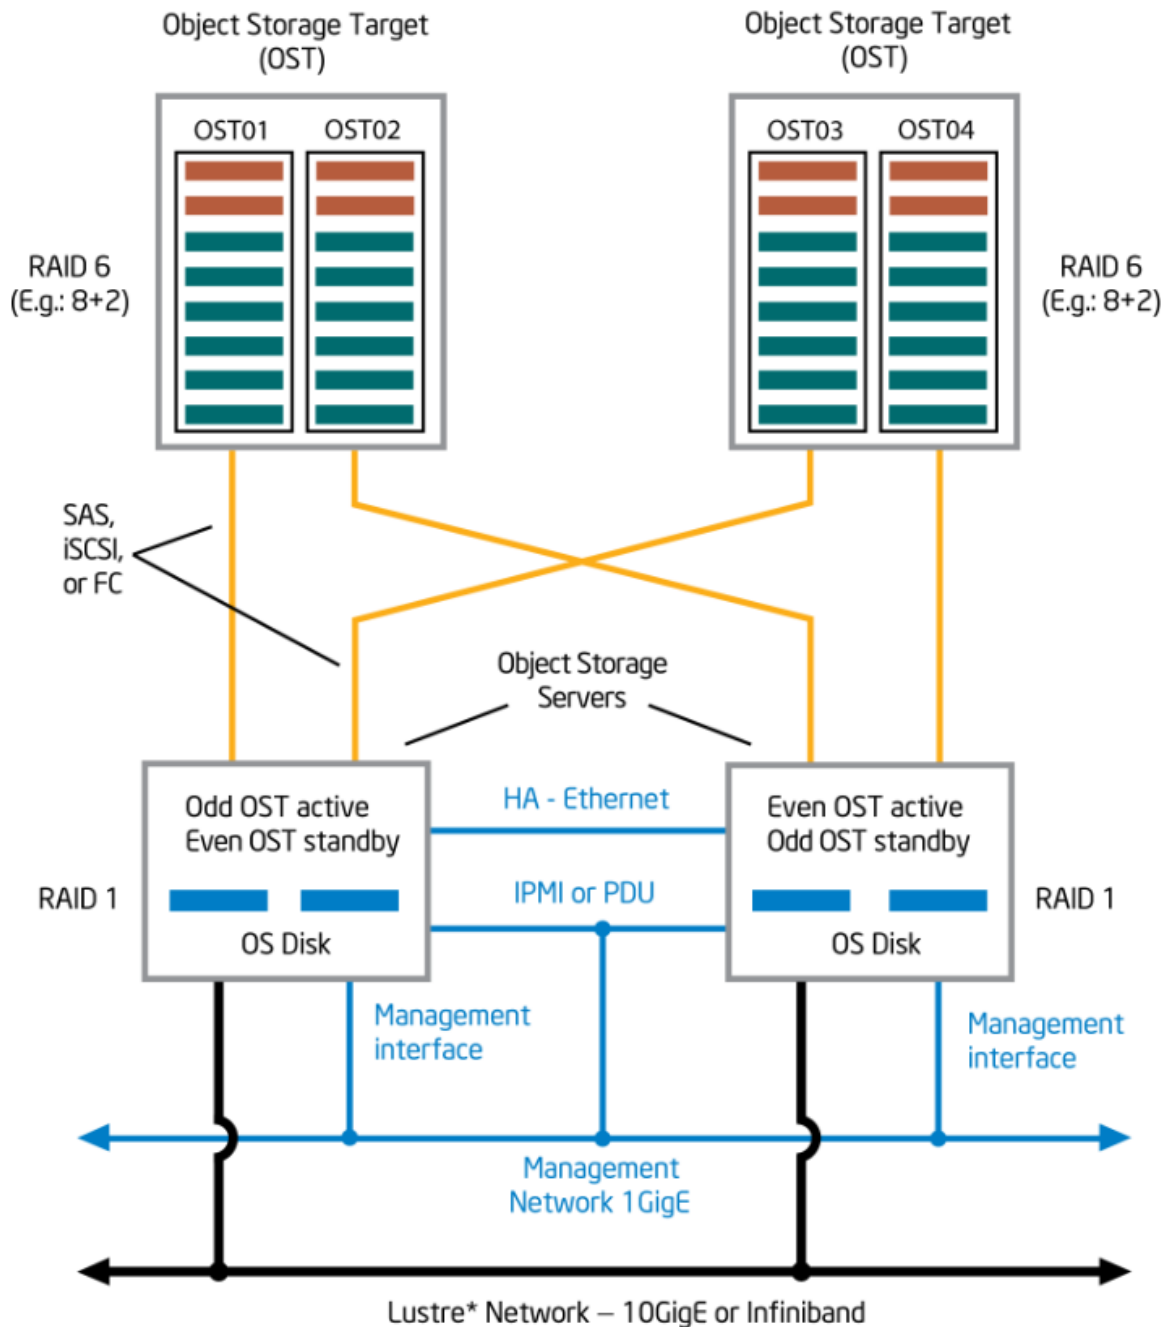 Object Storage Target
(OST)
Object Storage Target
(OST)
OST01
OST02
OST03
OST04
RAID 6
(E.g.: 8+2)
RAID 6
(E.g.: 8+2)
SAS,
iSCSI,
or FC
Object Storage
Servers
Odd OST active
Even OST standby
HA - Ethernet
Even OST active
Odd OST standby
RAID 1
IPMI or PDU
RAID 1
OS Disk
OS Disk
Management
interface
Management
interface
Management
Network 1GigE
Lustre* Network – 10GigE or Infiniband